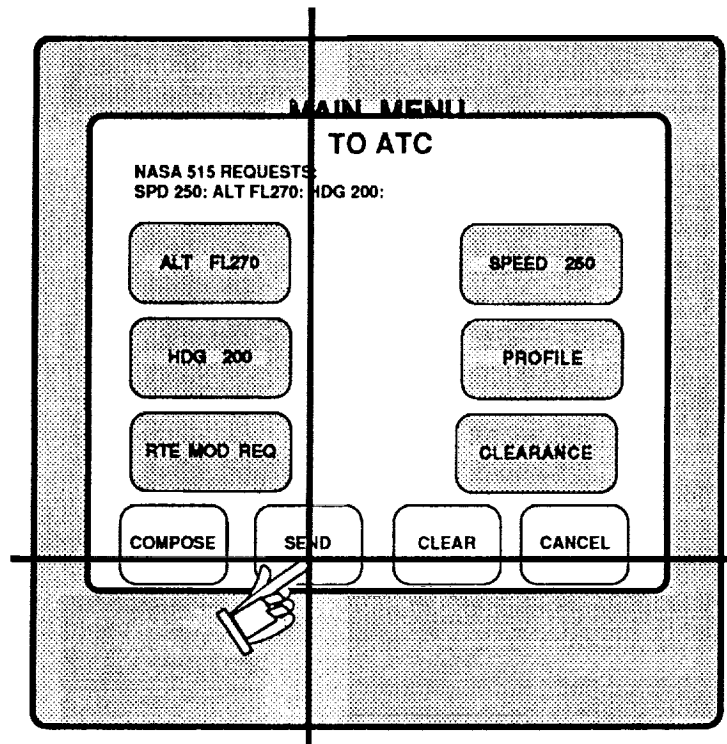 MAIN MENU
TO ATC
NASA 515 REQUESTS:
SPD 250: ALT FL270: HDG 200:
ALT FL270
SPEED 250
HDG 200
PROFILE
RTE MOD REQ
CLEARANCE
COMPOSE
SEND
CLEAR
CANCEL